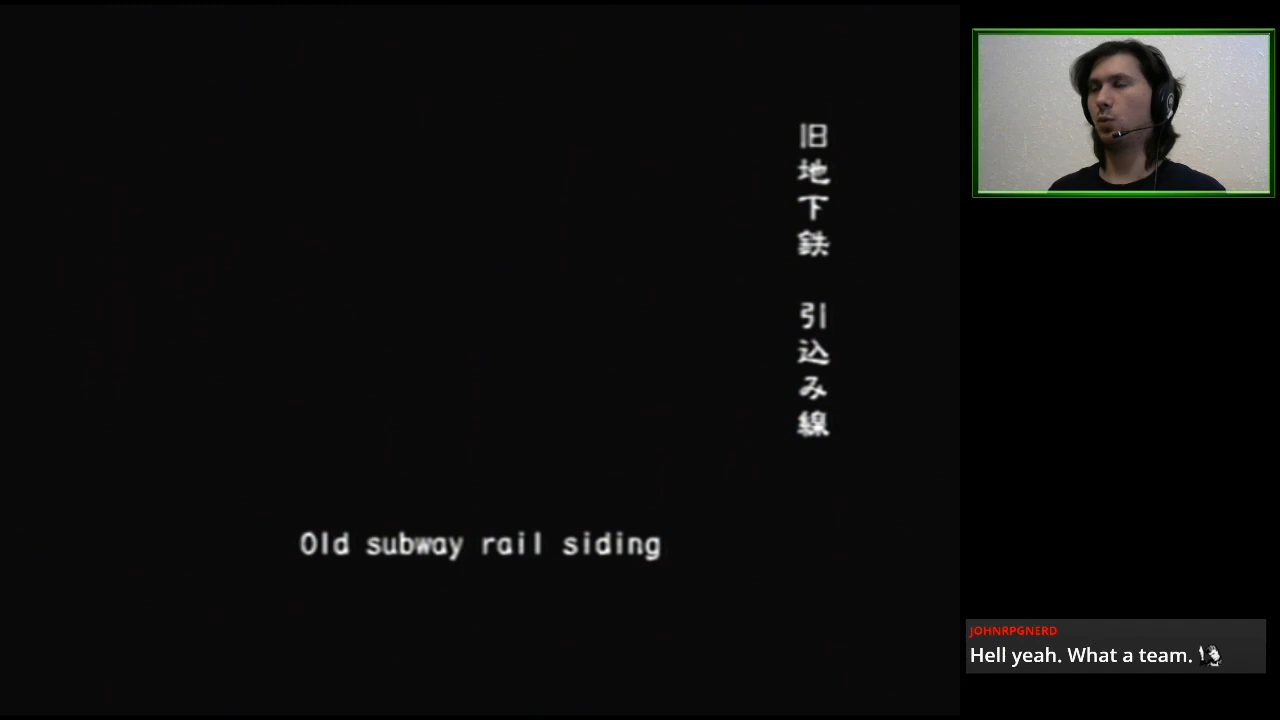 旧地下鉄 引込み線
Old subway rail siding
JOHNRPGNERD
Hell yeah. What a team.